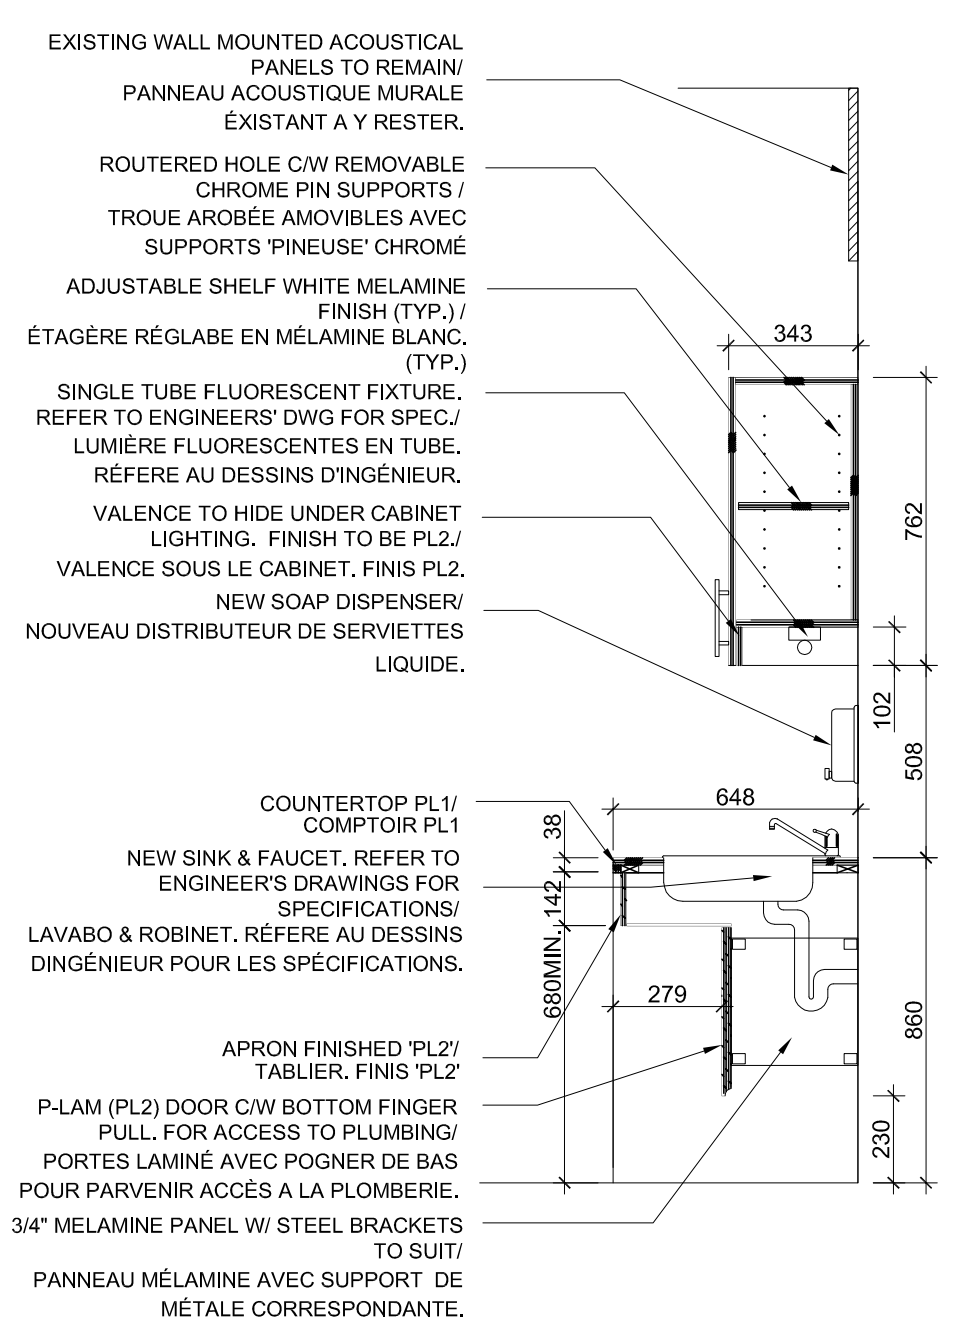 EXISTING WALL MOUNTED ACOUSTICAL
PANELS TO REMAIN/
PANNEAU ACOUSTIQUE MURALE
ÉXISTANT A Y RESTER.
ROUTERED HOLE C/W REMOVABLE
CHROME PIN SUPPORTS /
TROUE AROBÉE AMOVIBLES AVEC
SUPPORTS 'PINEUSE' CHROMÉ
ADJUSTABLE SHELF WHITE MELAMINE
FINISH (TYP.) /
ÉTAGÈRE RÉGLABE EN MÉLAMINE BLANC.
(TYP.)
SINGLE TUBE FLUORESCENT FIXTURE.
REFER TO ENGINEERS' DWG FOR SPEC./
LUMIÈRE FLUORESCENTES EN TUBE.
RÉFERE AU DESSINS D'INGÉNIEUR.
VALENCE TO HIDE UNDER CABINET
LIGHTING. FINISH TO BE PL2./
VALENCE SOUS LE CABINET. FINIS PL2.
NEW SOAP DISPENSER/
NOUVEAU DISTRIBUTEUR DE SERVIETTES
LIQUIDE.
COUNTERTOP PL1/
COMPTOIR PL1
NEW SINK & FAUCET. REFER TO
ENGINEER'S DRAWINGS FOR
SPECIFICATIONS/
LAVABO & ROBINET. RÉFERE AU DESSINS
DINGÉNIEUR POUR LES SPÉCIFICATIONS.
APRON FINISHED 'PL2'/
TABLIER. FINIS 'PL2'
P-LAM (PL2) DOOR C/W BOTTOM FINGER
PULL. FOR ACCESS TO PLUMBING/
PORTES LAMINÉ AVEC POGNER DE BAS
POUR PARVENIR ACCÈS A LA PLOMBERIE.
3/4" MELAMINE PANEL W/ STEEL BRACKETS
TO SUIT/
PANNEAU MÉLAMINE AVEC SUPPORT DE
MÉTALE CORRESPONDANTE.
343
762
102
508
648
38
142
680MIN.
279
860
230